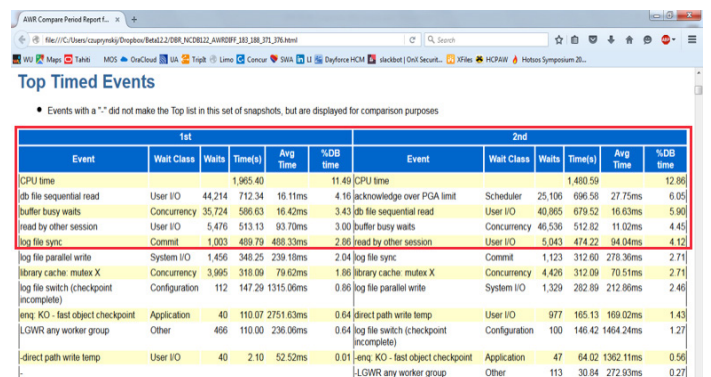 AWR Compare Period Report f... × +
file:///C:/Users/czuprynskij/Dropbox/Beta12.2/DBR_NCDB122_AWRDIFF_183_188_371_376.html Search
WU Maps Tahiti MOS OraCloud UA TripIt Limo Concur SWA LI Dayforce HCM slackbot | OnX Securit... XFiles HCPAW Hotsos Symposium 20...
Top Timed Events
Events with a "-" did not make the Top list in this set of snapshots, but are displayed for comparison purposes
1st 2nd
Event Wait Class Waits Time(s) Avg Time %DB time Event Wait Class Waits Time(s) Avg Time %DB time
CPU time 1,965.40 11.49 CPU time 1,480.59 12.86
db file sequential read User I/O 44,214 712.34 16.11ms 4.16 acknowledge over PGA limit Scheduler 25,106 696.58 27.75ms 6.05
buffer busy waits Concurrency 35,724 586.63 16.42ms 3.43 db file sequential read User I/O 40,865 679.52 16.63ms 5.90
read by other session User I/O 5,476 513.13 93.70ms 3.00 buffer busy waits Concurrency 46,536 512.82 11.02ms 4.45
log file sync Commit 1,003 489.79 488.33ms 2.86 read by other session User I/O 5,043 474.22 94.04ms 4.12
log file parallel write System I/O 1,456 348.25 239.18ms 2.04 log file sync Commit 1,123 312.60 278.36ms 2.71
library cache: mutex X Concurrency 3,995 318.09 79.62ms 1.86 library cache: mutex X Concurrency 4,426 312.09 70.51ms 2.71
log file switch (checkpoint incomplete) Configuration 112 147.29 1315.06ms 0.86 log file parallel write System I/O 1,329 282.89 212.86ms 2.46
enq: KO - fast object checkpoint Application 40 110.07 2751.63ms 0.64 direct path write temp User I/O 977 165.13 169.02ms 1.43
LGWR any worker group Other 466 110.00 236.06ms 0.64 log file switch (checkpoint incomplete) Configuration 100 146.42 1464.24ms 1.27
-direct path write temp User I/O 40 2.10 52.52ms 0.01 -enq: KO - fast object checkpoint Application 47 64.02 1362.11ms 0.56
- -LGWR any worker group Other 113 30.84 272.93ms 0.27